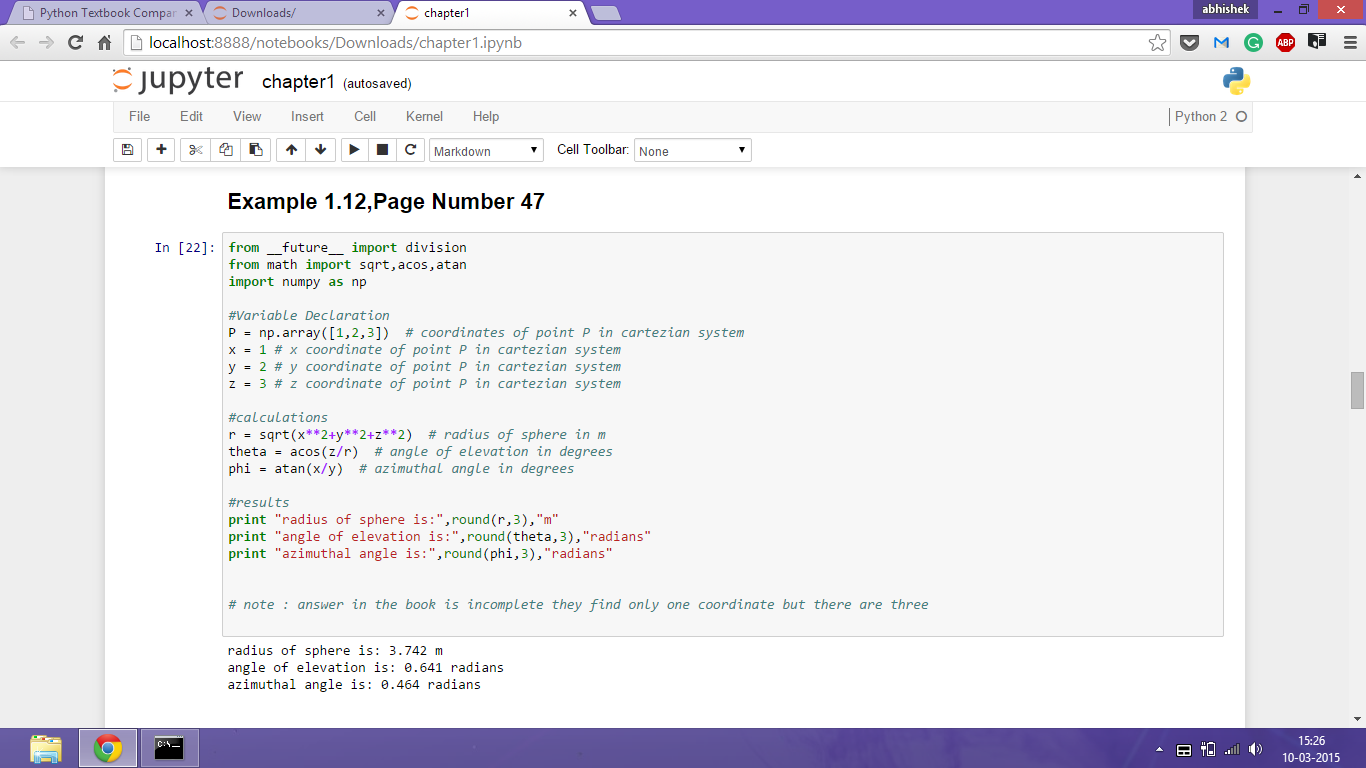 Python Textbook Compar
Downloads/
chapter1
abhishek
localhost:8888/notebooks/Downloads/chapter1.ipynb
ABP
jupyter chapter1 (autosaved)
File Edit View Insert Cell Kernel Help
Python 2
Markdown
Cell Toolbar: None
Example 1.12,Page Number 47
In [22]:
from __future__ import division
from math import sqrt,acos,atan
import numpy as np
#Variable Declaration
P = np.array([1,2,3])  # coordinates of point P in cartezian system
x = 1 # x coordinate of point P in cartezian system
y = 2 # y coordinate of point P in cartezian system
z = 3 # z coordinate of point P in cartezian system
#calculations
r = sqrt(x**2+y**2+z**2)  # radius of sphere in m
theta = acos(z/r)  # angle of elevation in degrees
phi = atan(x/y)  # azimuthal angle in degrees
#results
print "radius of sphere is:",round(r,3),"m"
print "angle of elevation is:",round(theta,3),"radians"
print "azimuthal angle is:",round(phi,3),"radians"
# note : answer in the book is incomplete they find only one coordinate but there are three
radius of sphere is: 3.742 m
angle of elevation is: 0.641 radians
azimuthal angle is: 0.464 radians
C:\_
15:26
10-03-2015